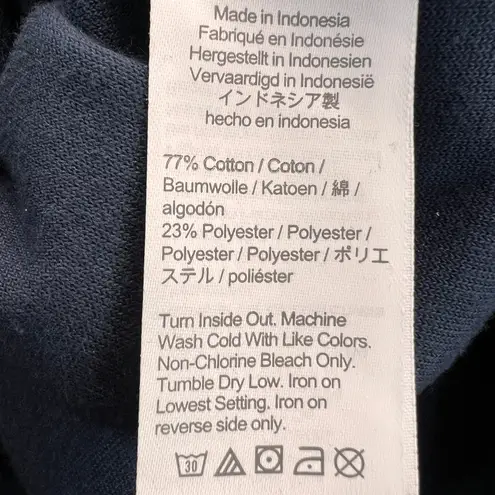 Made in Indonesia
Fabriqué en Indonésie
Hergestellt in Indonesien
Vervaardigd in Indonesië
インドネシア製
hecho en indonesia
77% Cotton / Coton /
Baumwolle / Katoen / 綿 /
algodón
23% Polyester / Polyester /
Polyester / Polyester / ポリエ
ステル / poliéster
Turn Inside Out. Machine
Wash Cold With Like Colors.
Non-Chlorine Bleach Only.
Tumble Dry Low. Iron on
Lowest Setting. Iron on
reverse side only.
30